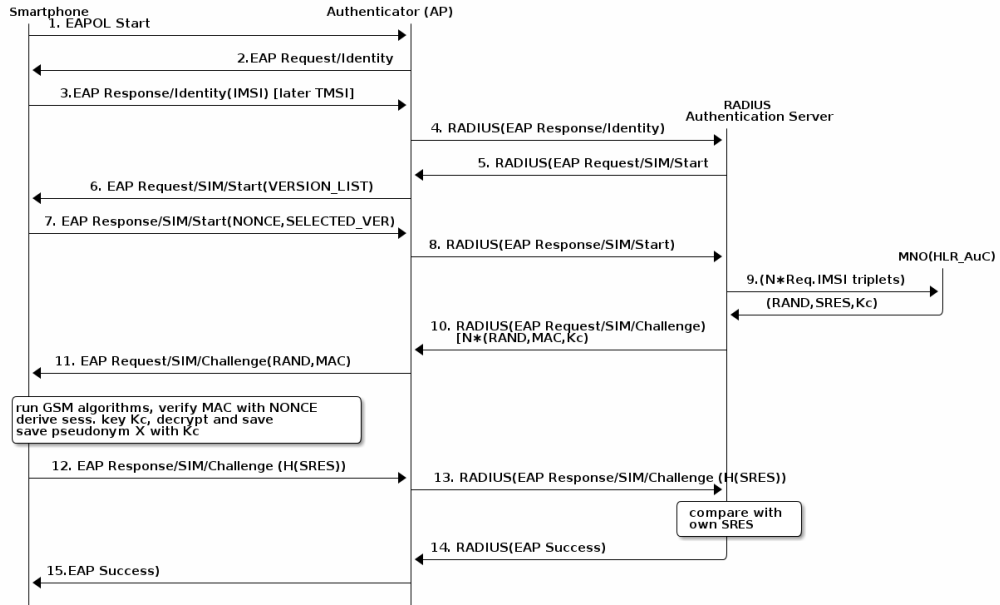 Smartphone
Authenticator (AP)
1. EAPOL Start
2.EAP Request/Identity
3.EAP Response/Identity(IMSI) [later TMSI]
RADIUS
Authentication Server
4. RADIUS(EAP Response/Identity)
5. RADIUS(EAP Request/SIM/Start
6. EAP Request/SIM/Start(VERSION_LIST)
7. EAP Response/SIM/Start(NONCE,SELECTED_VER)
8. RADIUS(EAP Response/SIM/Start)
MNO(HLR_AuC)
9.(N*Req.IMSI triplets)
(RAND,SRES,Kc)
10. RADIUS(EAP Request/SIM/Challenge)
[N*(RAND,MAC,Kc)
11. EAP Request/SIM/Challenge(RAND,MAC)
run GSM algorithms, verify MAC with NONCE
derive sess. key Kc, decrypt and save
save pseudonym X with Kc
12. EAP Response/SIM/Challenge (H(SRES))
13. RADIUS(EAP Response/SIM/Challenge (H(SRES))
compare with
own SRES
14. RADIUS(EAP Success)
15.EAP Success)